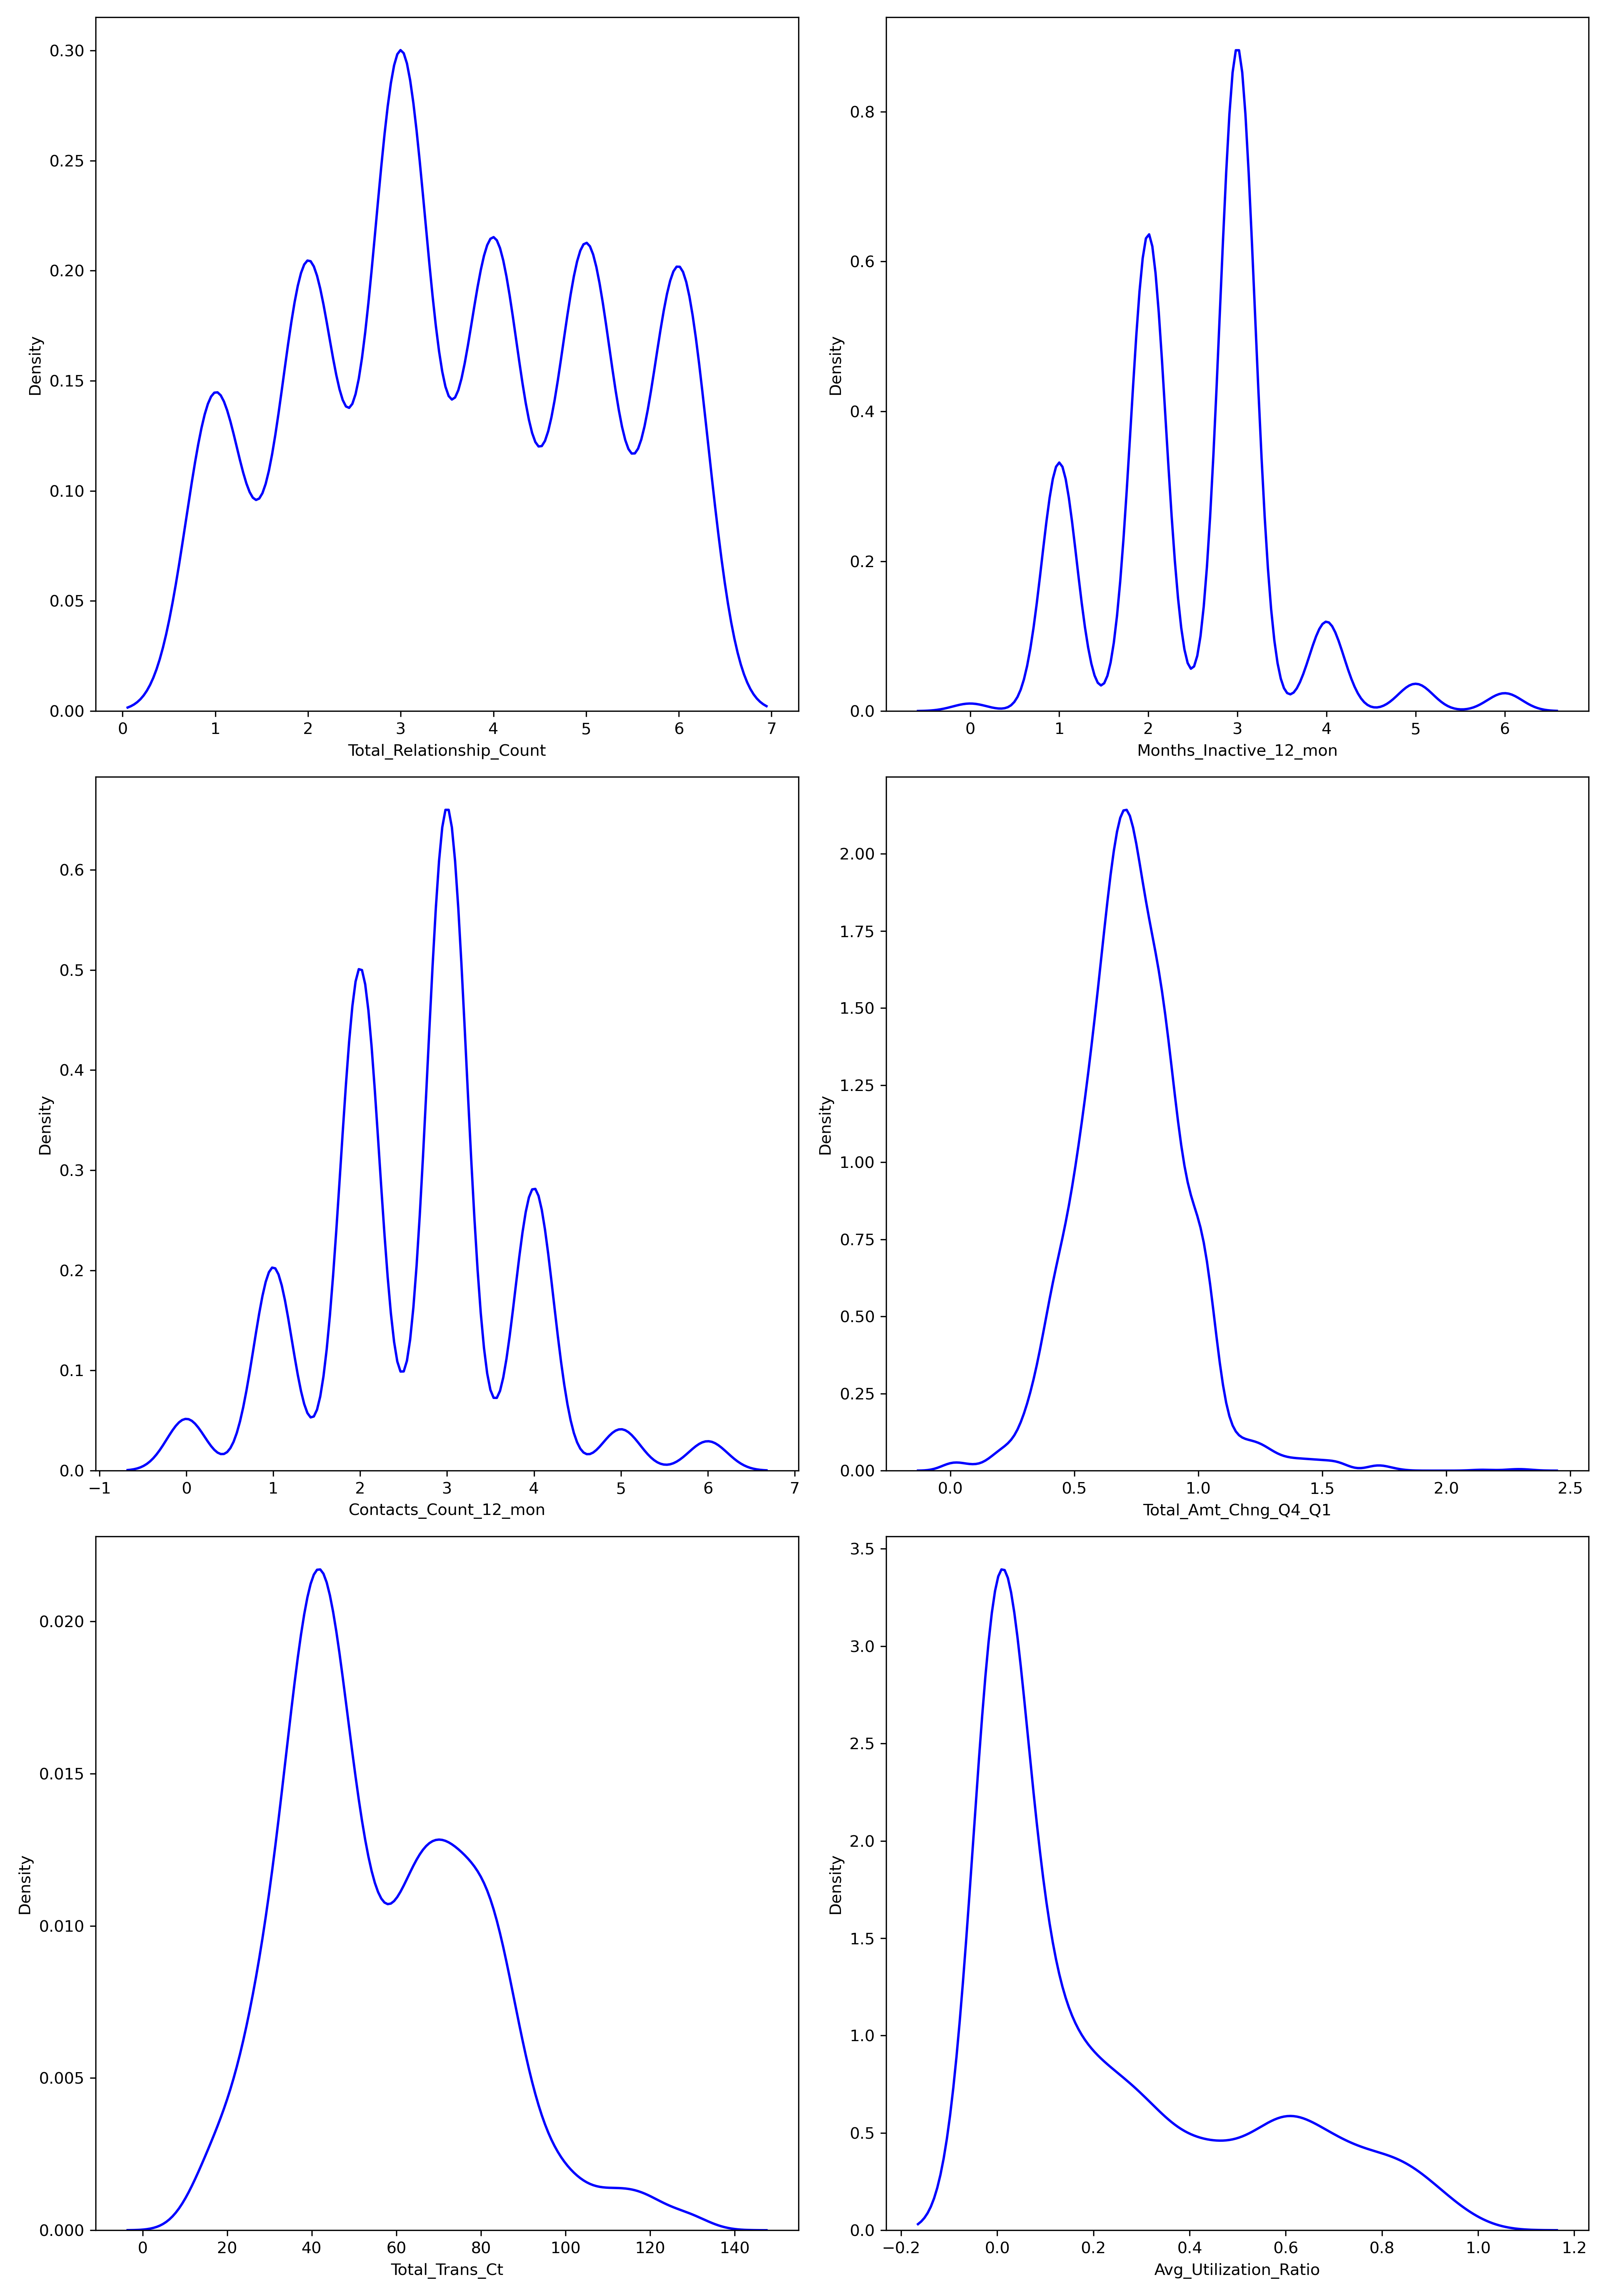 Density
0.30
0.25
0.20
0.15
0.10
0.05
0.00
0 1 2 3 4 5 6 7
Total_Relationship_Count
Density
0.8
0.6
0.4
0.2
0.0
0 1 2 3 4 5 6
Months_Inactive_12_mon
Density
0.6
0.5
0.4
0.3
0.2
0.1
0.0
−1 0 1 2 3 4 5 6 7
Contacts_Count_12_mon
Density
2.00
1.75
1.50
1.25
1.00
0.75
0.50
0.25
0.00
0.0 0.5 1.0 1.5 2.0 2.5
Total_Amt_Chng_Q4_Q1
Density
0.020
0.015
0.010
0.005
0.000
0 20 40 60 80 100 120 140
Total_Trans_Ct
Density
3.5
3.0
2.5
2.0
1.5
1.0
0.5
0.0
−0.2 0.0 0.2 0.4 0.6 0.8 1.0 1.2
Avg_Utilization_Ratio